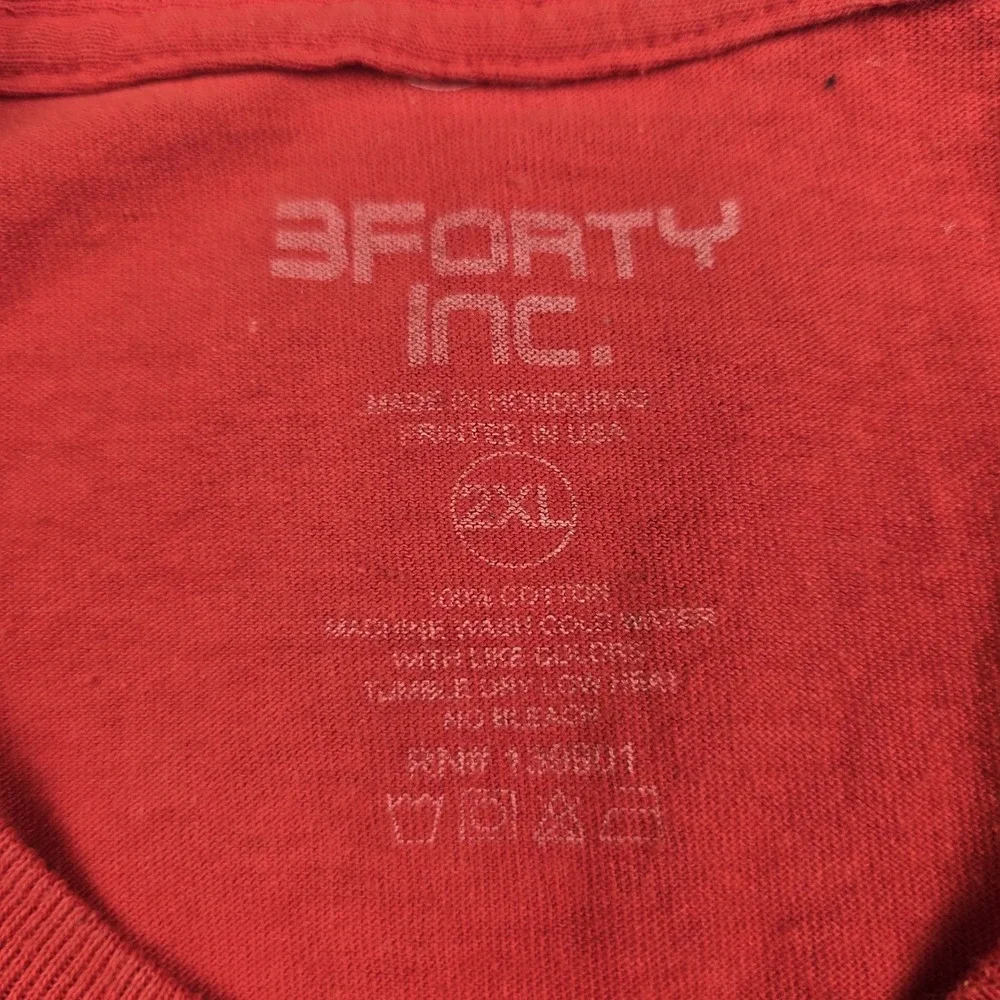 3FORTY
INC.
MADE IN HONDURAS
PRINTED IN USA
2XL
100% COTTON
MACHINE WASH COLD WATER
WITH LIKE COLORS
TUMBLE DRY LOW HEAT
NO BLEACH
RN#